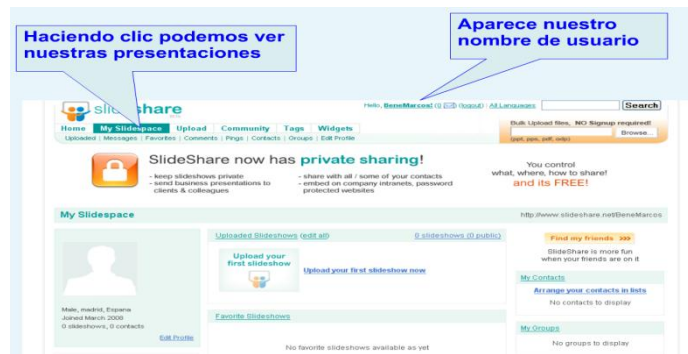 Haciendo clic podemos ver
nuestras presentaciones
Aparece nuestro
nombre de usuario
slideshare
Hello, BeneMarcos! (0 ) (logout) | All Languages
Search
Home My Slidespace Upload Community Tags Widgets
Uploaded | Messages | Favorites | Comments | Pings | Contacts | Groups | Edit Profile
Bulk Upload files, NO Signup required!
Browse...
(ppt, pps, pdf, odp)
SlideShare now has private sharing!
- keep slideshows private
- send business presentations to
clients & colleagues
- share with all / some of your contacts
- embed on company intranets, password
protected websites
You control
what, where, how to share!
and its FREE!
My Slidespace
http://www.slideshare.net/BeneMarcos
Uploaded Slideshows (edit all)
0 slideshows (0 public)
Upload your
first slideshow
Upload your first slideshow now
Find my friends >>>
SlideShare is more fun
when your friends are on it
My Contacts
Arrange your contacts in lists
No contacts to display
Male, madrid, Espana
Joined March 2008
0 slideshows, 0 contacts
Edit Profile
Favorite Slideshows
No favorite slideshows available as yet
My Groups
No groups to display